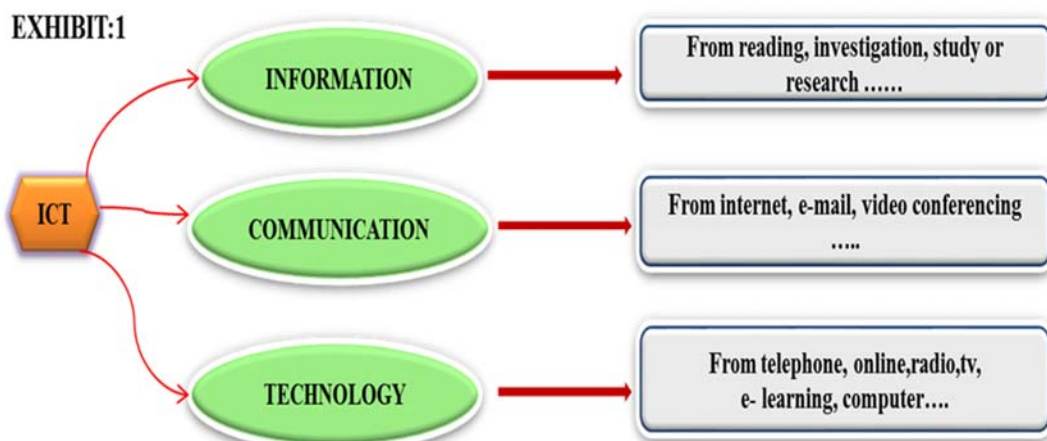 EXHIBIT:1
INFORMATION
From reading, investigation, study or
research ……
ICT
COMMUNICATION
From internet, e-mail, video conferencing
…..
TECHNOLOGY
From telephone, online,radio,tv,
e- learning, computer….